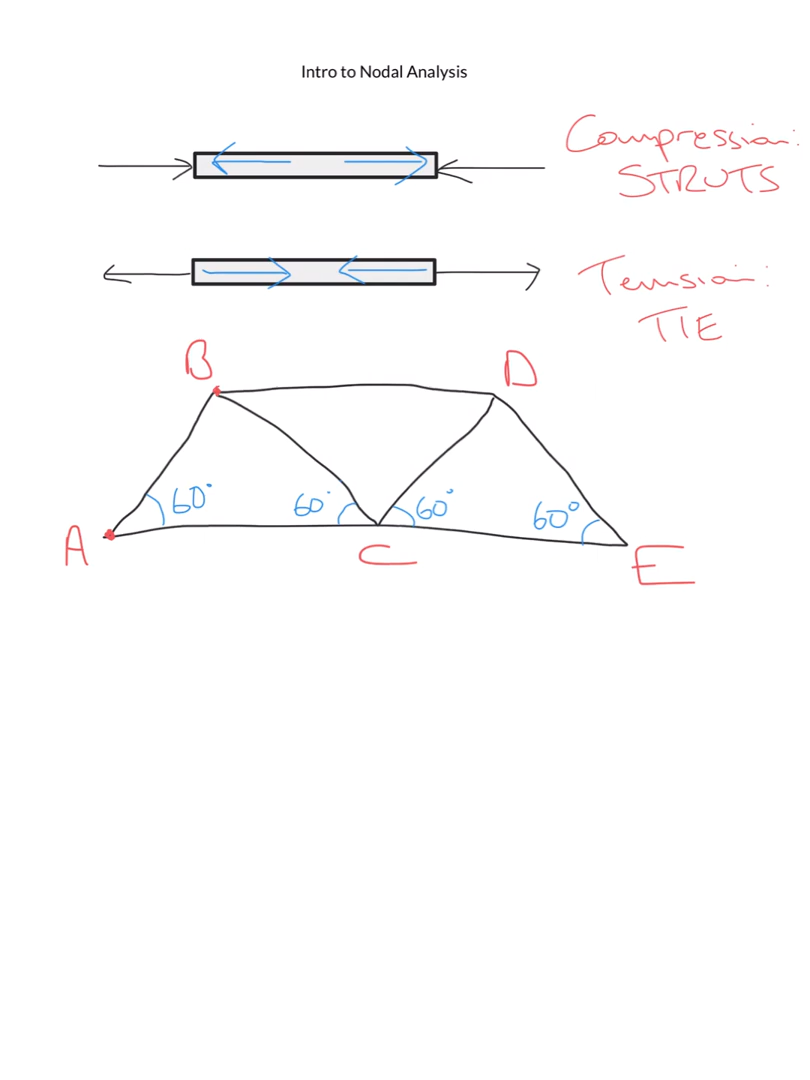 Intro to Nodal Analysis
Compression:
STRUTS
Tension:
TIE
B
D
60°
60°
60°
60°
A
C
E